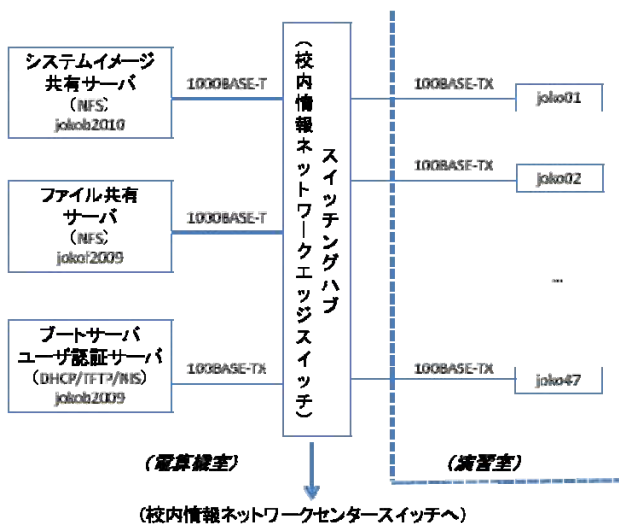 システムイメージ
共有サーバ
(NFS)
jokob2010
1000BASE-T
ファイル共有
サーバ
(NFS)
jokof2009
1000BASE-T
ブートサーバ
ユーザ認証サーバ
(DHCP/TFTP/NIS)
jokob2009
100BASE-TX
スイッチングハブ
(校内情報ネットワークエッジスイッチ)
100BASE-TX
joko01
100BASE-TX
joko02
...
100BASE-TX
joko47
(電算機室)
(演習室)
(校内情報ネットワークセンタースイッチへ)